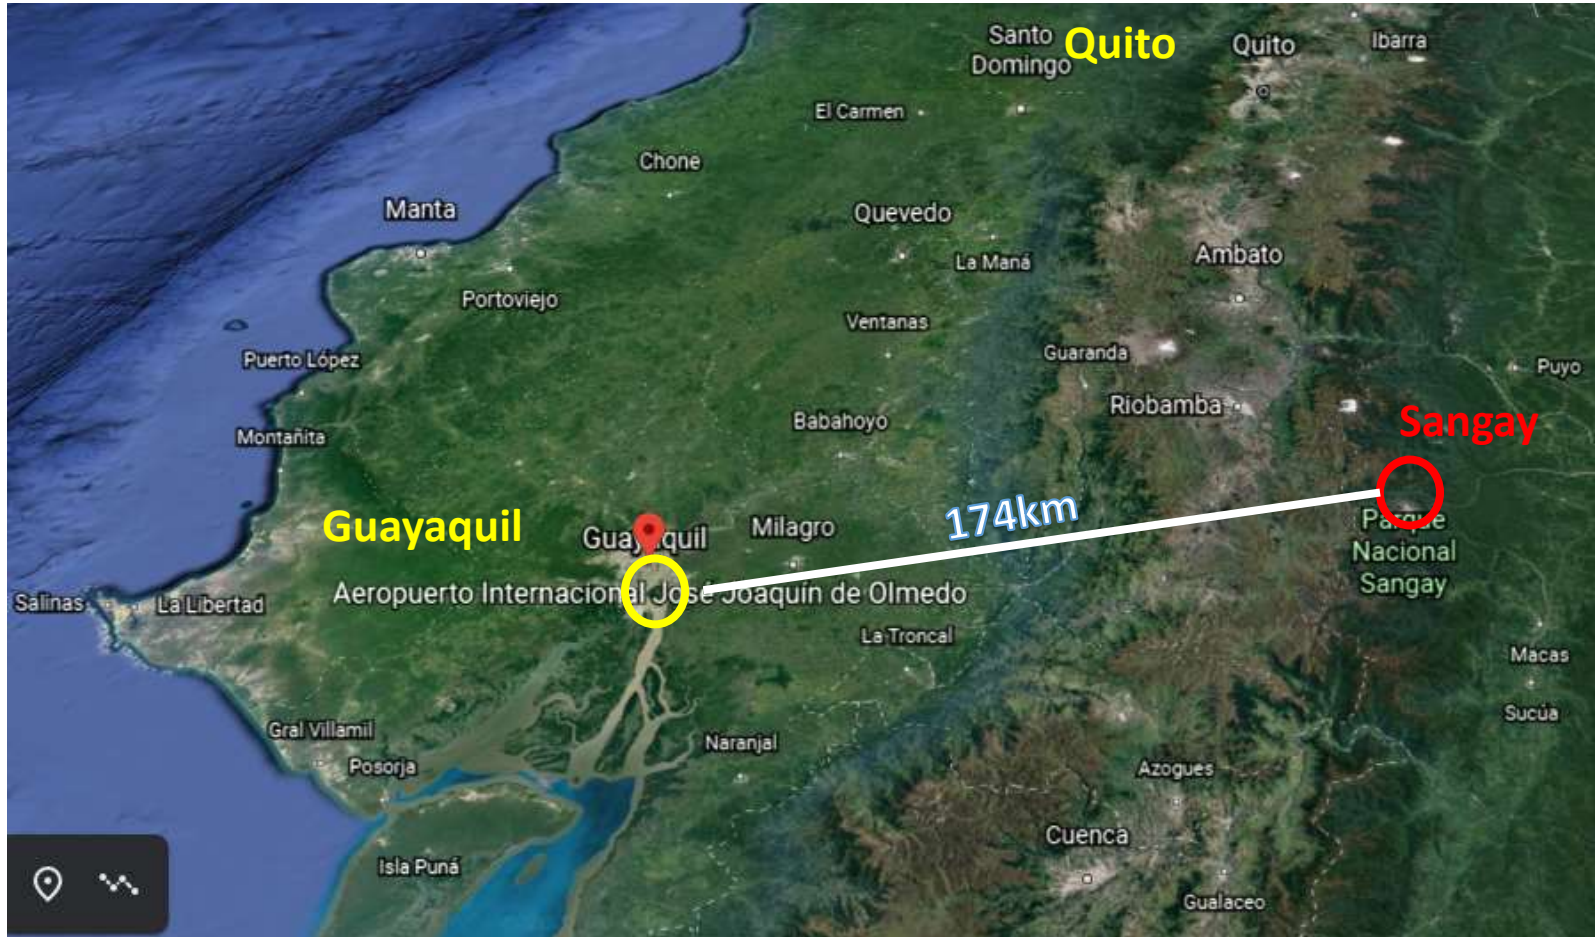 Santo
Domingo
Quito
Quito
Ibarra
El Carmen
Chone
Manta
Quevedo
La Maná
Ambato
Portoviejo
Ventanas
Puerto López
Guaranda
Puyo
Riobamba
Babahoyo
Sangay
Montañita
174km
Guayaquil
Guayaquil
Milagro
Parque
Nacional
Sangay
Salinas
La Libertad
Aeropuerto Internacional José Joaquín de Olmedo
La Troncal
Macas
Sucúa
Gral Villamil
Naranjal
Posorja
Azogues
Cuenca
Isla Puná
Gualaceo